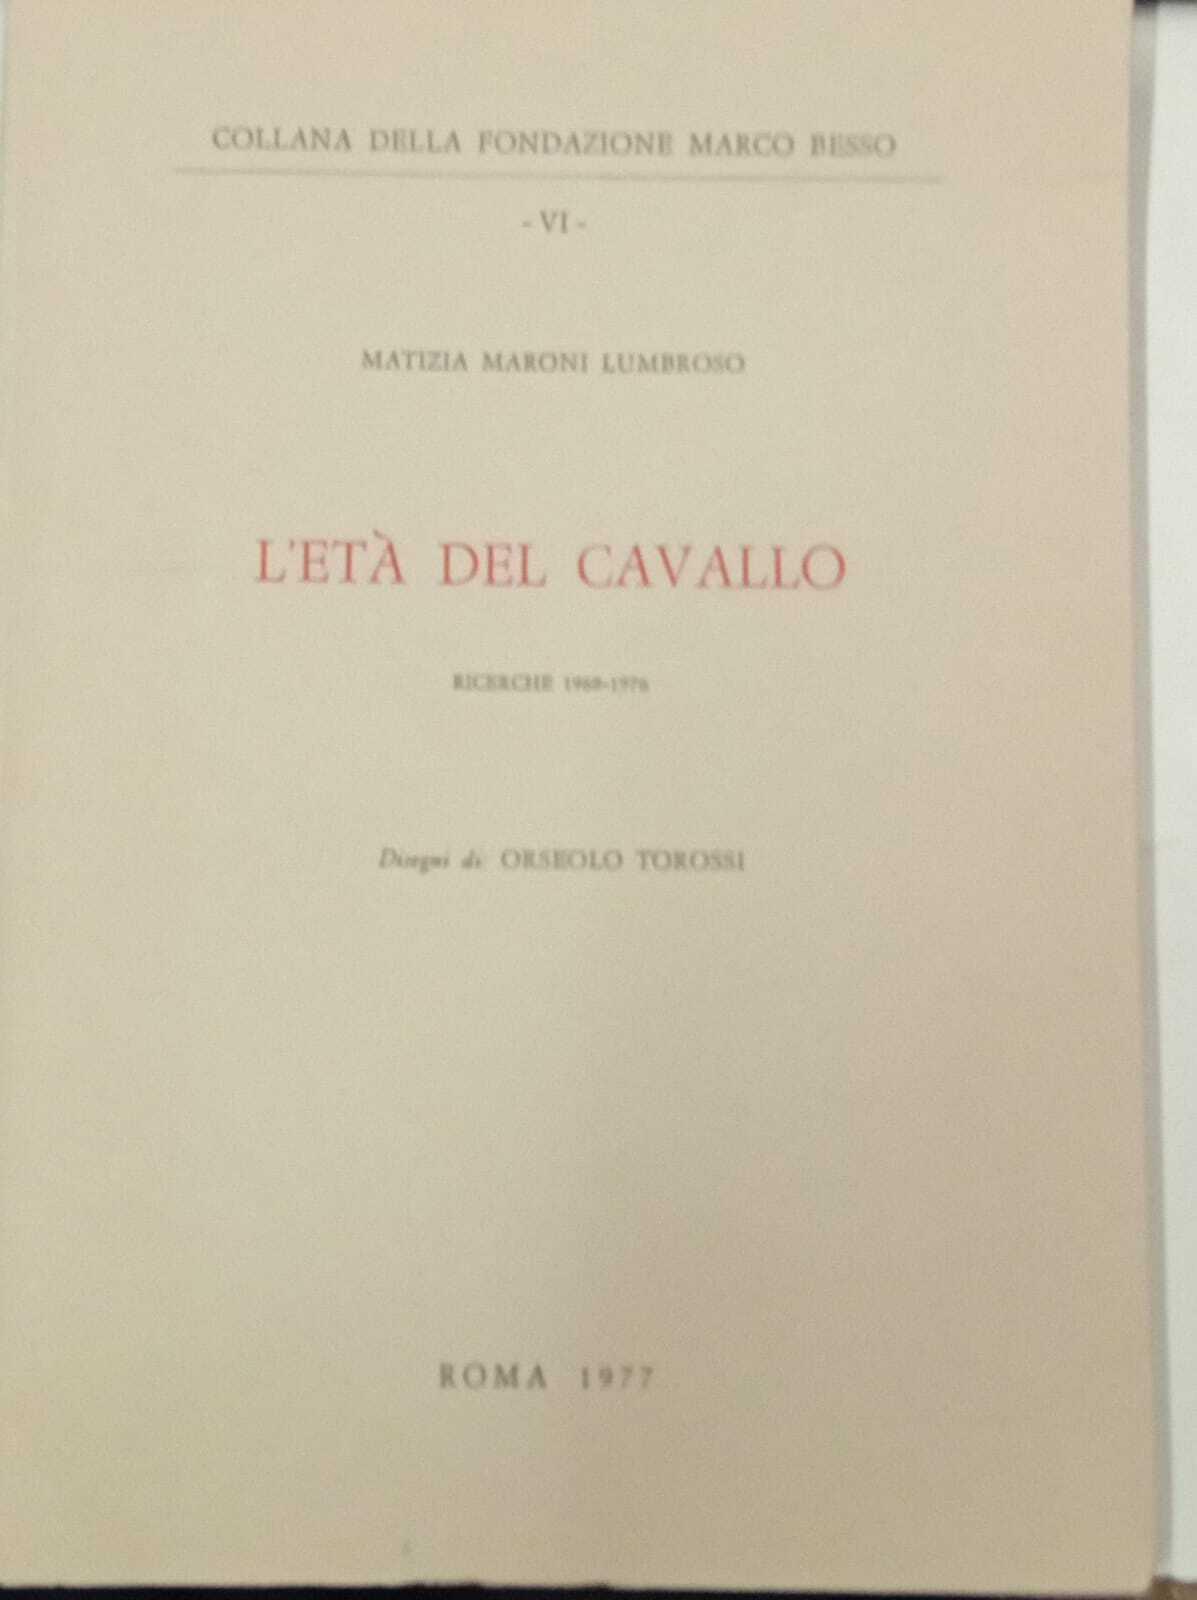 COLLANA DELLA FONDAZIONE MARCO BESSO
- VI -
MATIZIA MARONI LUMBROSO
L'ETÀ DEL CAVALLO
RICERCHE 1968-1976
Disegni di ORSEOLO TOROSSI
ROMA 1977